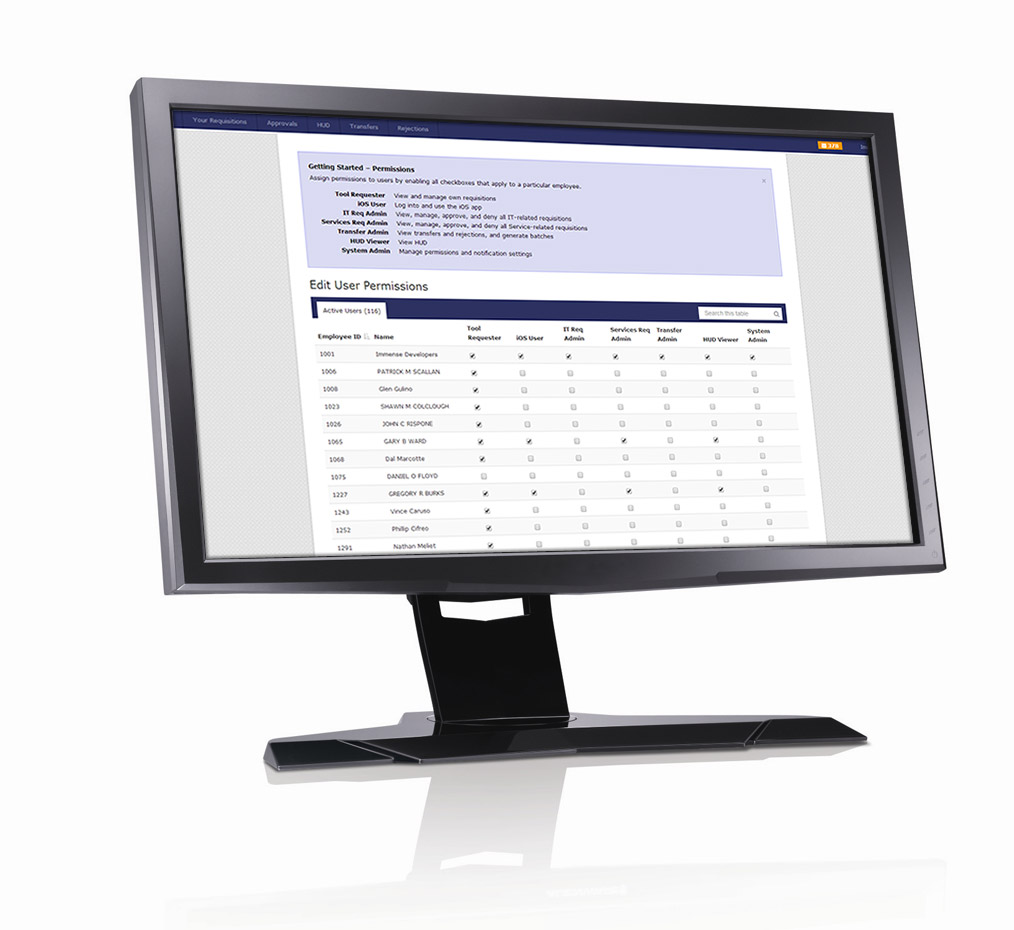 Your Requisitions Approvals HUD Transfers Rejections
3/0
Getting Started – Permissions
Assign permissions to users by enabling all checkboxes that apply to a particular employee.
Tool Requester View and manage own requisitions
iOS User Log into and use the iOS app
IT Req Admin View, manage, approve, and deny all IT-related requisitions
Services Req Admin View, manage, approve, and deny all Service-related requisitions
Transfer Admin View transfers and rejections, and generate batches
HUD Viewer View HUD
System Admin Manage permissions and notification settings
Edit User Permissions
Active Users (116) Search this table
Employee ID Name Tool Requester iOS User IT Req Admin Services Req Admin Transfer Admin HUD Viewer System Admin
1001 Immense Developers
1006 PATRICK M SCALLAN
1008 Glen Gulino
1023 SHAWN M COLCLOUGH
1026 JOHN C RISPONE
1065 GARY B WARD
1068 Dal Marcotte
1075 DANIEL O FLOYD
1227 GREGORY R BURKS
1243 Vince Caruso
1252 Phillip Cifreo
1291 Nathan Meliet